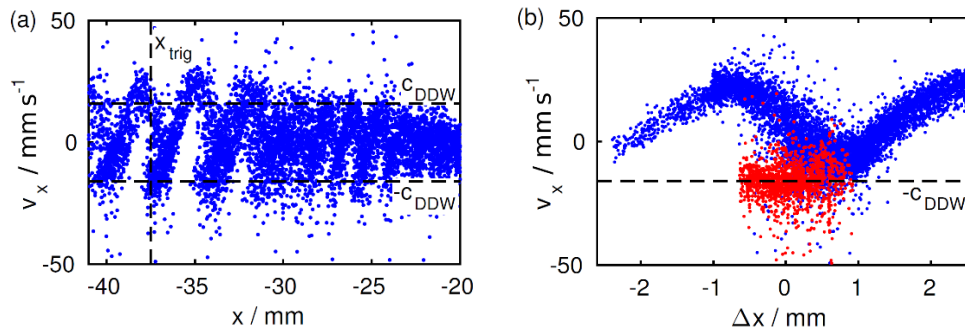 (a)
50
0
-50
v_x / mm s⁻¹
x_trig
c_DDW
-c_DDW
-40 -35 -30 -25 -20
x / mm
(b)
50
0
-50
v_x / mm s⁻¹
-c_DDW
-2 -1 0 1 2
Δx / mm